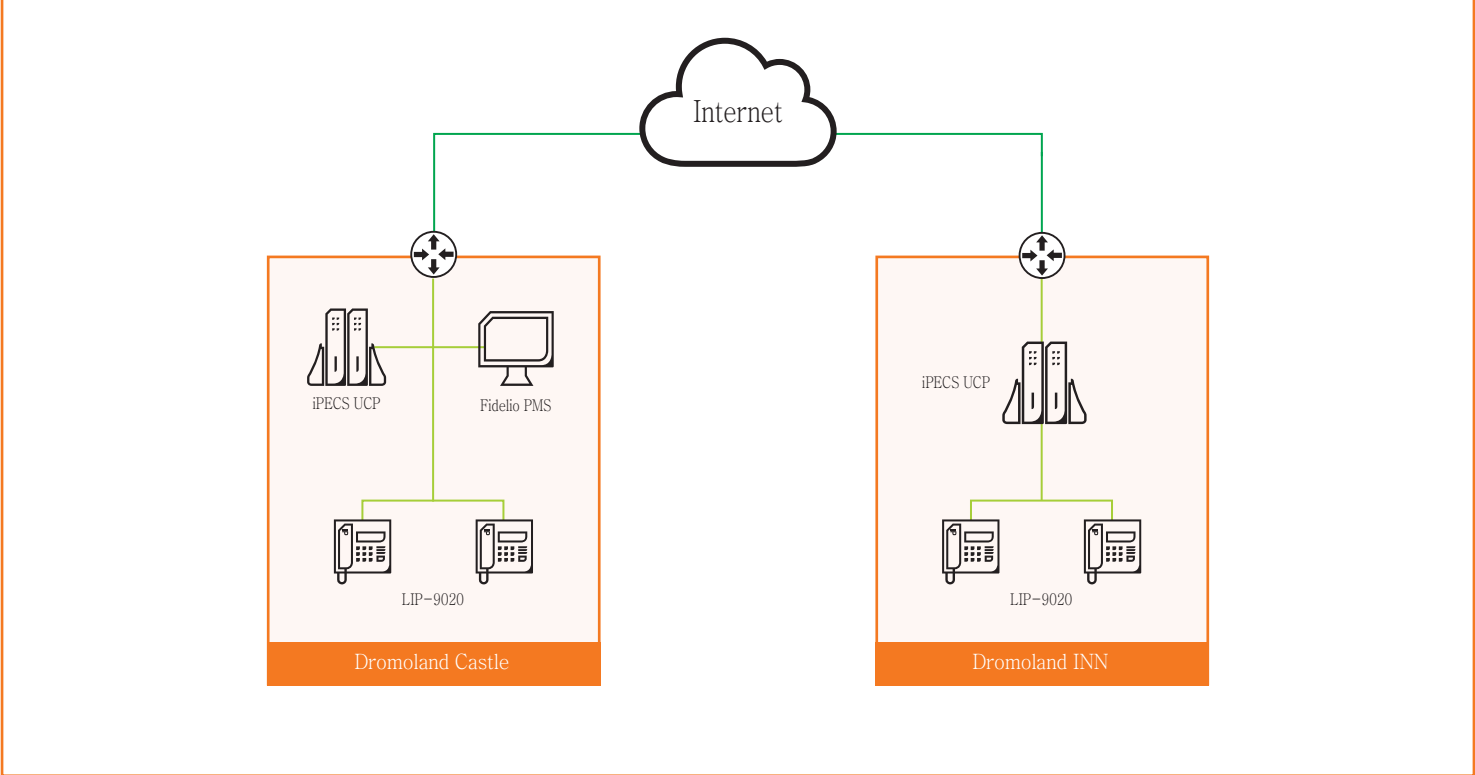 Internet
iPECS UCP
Fidelio PMS
LIP-9020
Dromoland Castle
iPECS UCP
LIP-9020
Dromoland INN